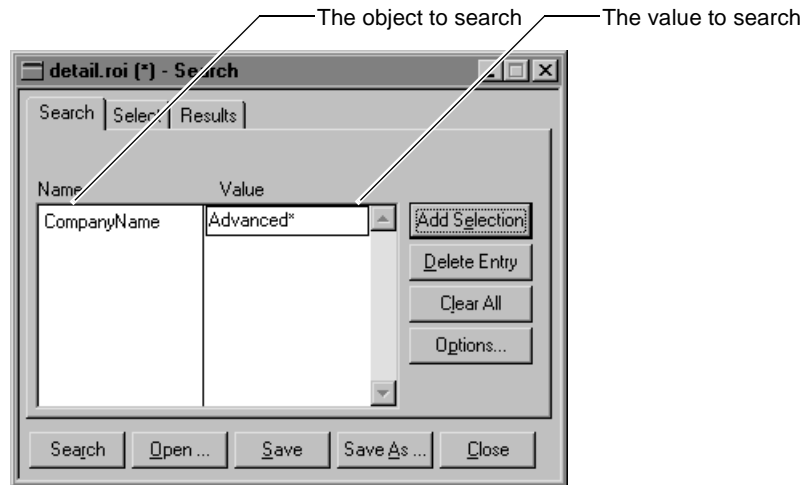 The object to search
The value to search
detail.roi (*) - Search
Search Select Results
Name Value
CompanyName Advanced*
Add Selection
Delete Entry
Clear All
Options...
Search Open ... Save Save As ... Close